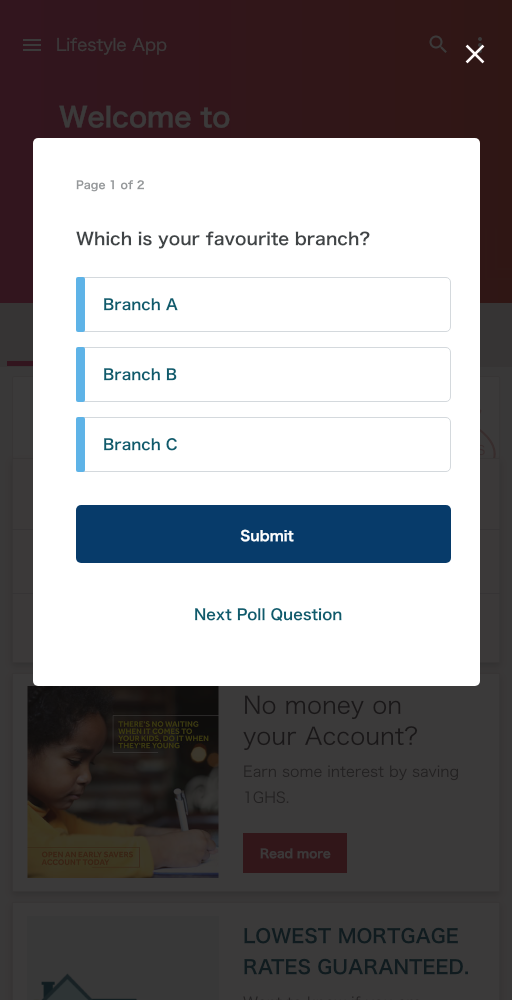 Lifestyle App
Welcome to
Page 1 of 2
Which is your favourite branch?
Branch A
Branch B
Branch C
Submit
Next Poll Question
THERE'S NO WAITING
WHEN IT COMES TO
YOUR KIDS, DO IT WHEN
THEY'RE YOUNG
OPEN AN EARLY SAVERS
ACCOUNT TODAY
No money on
your Account?
Earn some interest by saving
1GHS.
Read more
LOWEST MORTGAGE
RATES GUARANTEED.